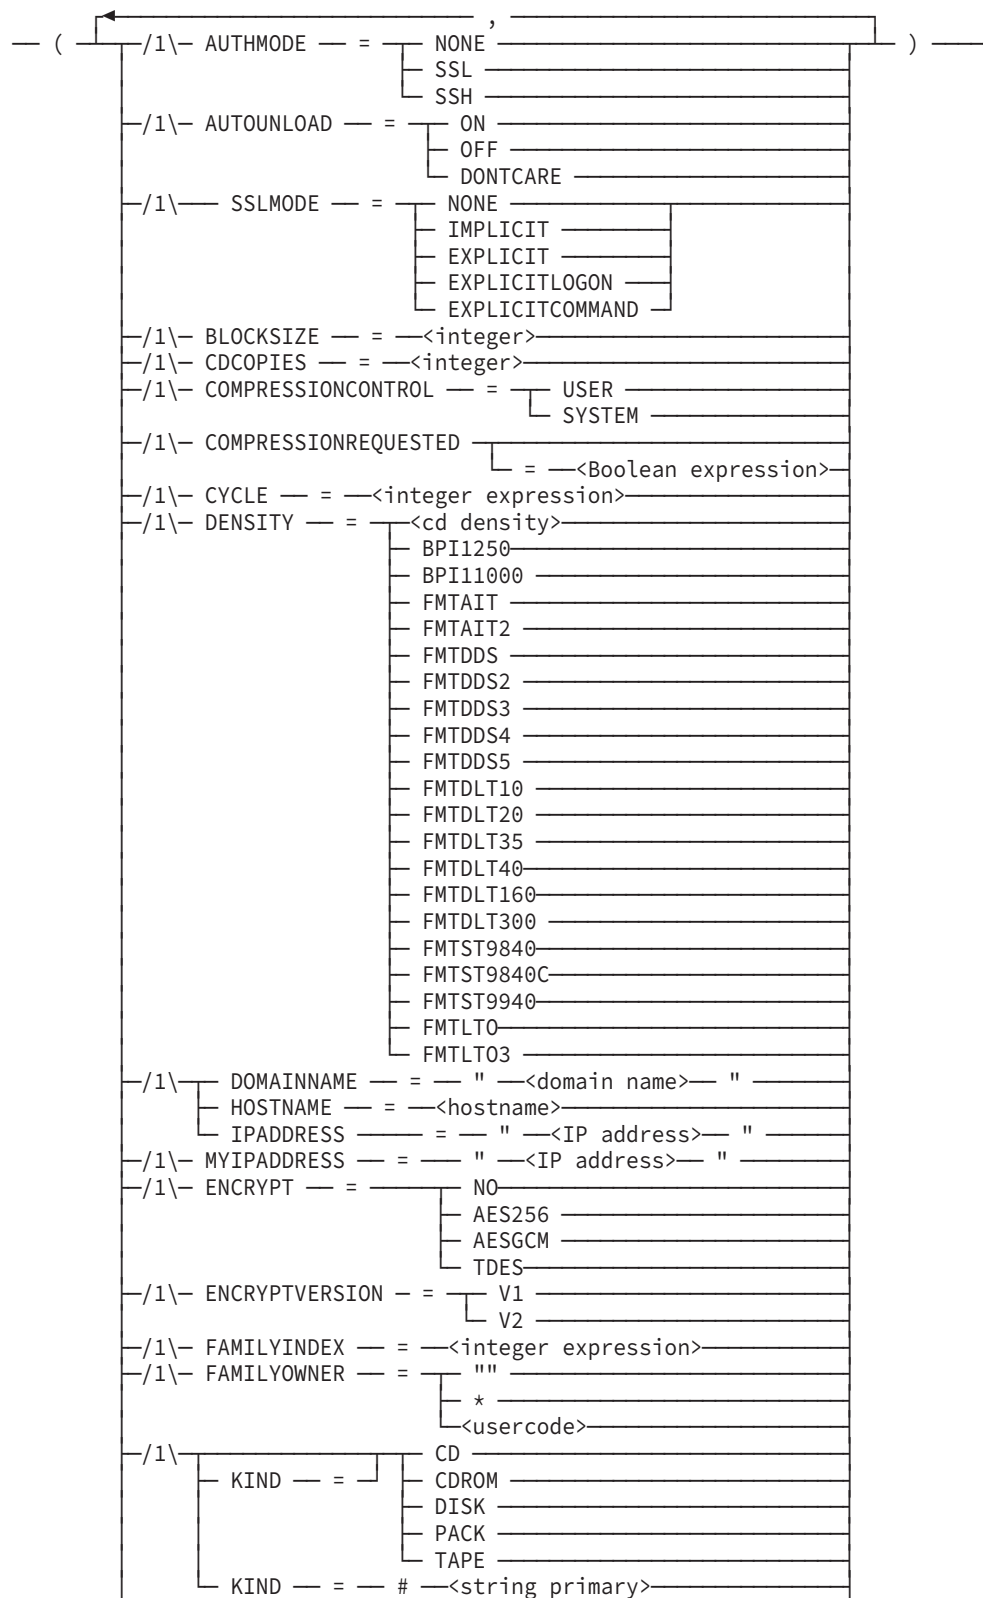 ,
( /1\ AUTHMODE = NONE )
SSL
SSH
/1\ AUTOUNLOAD = ON
OFF
DONTCARE
/1\ SSLMODE = NONE
IMPLICIT
EXPLICIT
EXPLICITLOGON
EXPLICITCOMMAND
/1\ BLOCKSIZE = <integer>
/1\ CDCOPIES = <integer>
/1\ COMPRESSIONCONTROL = USER
SYSTEM
/1\ COMPRESSIONREQUESTED
= <Boolean expression>
/1\ CYCLE = <integer expression>
/1\ DENSITY = <cd density>
BPI1250
BPI11000
FMTAIT
FMTAIT2
FMTDDS
FMTDDS2
FMTDDS3
FMTDDS4
FMTDDS5
FMTDLT10
FMTDLT20
FMTDLT35
FMTDLT40
FMTDLT160
FMTDLT300
FMTST9840
FMTST9840C
FMTST9940
FMTLTO
FMTLTO3
/1\ DOMAINNAME = " <domain name> "
HOSTNAME = <hostname>
IPADDRESS = " <IP address> "
/1\ MYIPADDRESS = " <IP address> "
/1\ ENCRYPT = NO
AES256
AESGCM
TDES
/1\ ENCRYPTVERSION = V1
V2
/1\ FAMILYINDEX = <integer expression>
/1\ FAMILYOWNER = ""
*
<usercode>
/1\ CD
KIND = CDROM
DISK
PACK
TAPE
KIND = # <string primary>